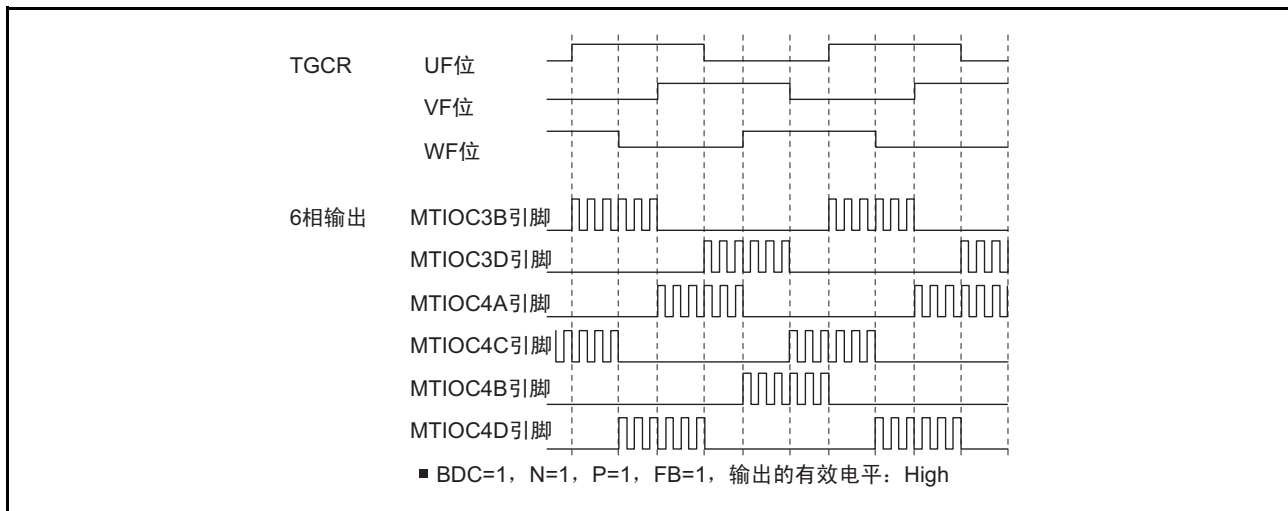 TGCR UF位
VF位
WF位
6相输出 MTIOC3B引脚
MTIOC3D引脚
MTIOC4A引脚
MTIOC4C引脚
MTIOC4B引脚
MTIOC4D引脚
■ BDC=1，N=1，P=1，FB=1，输出的有效电平：High